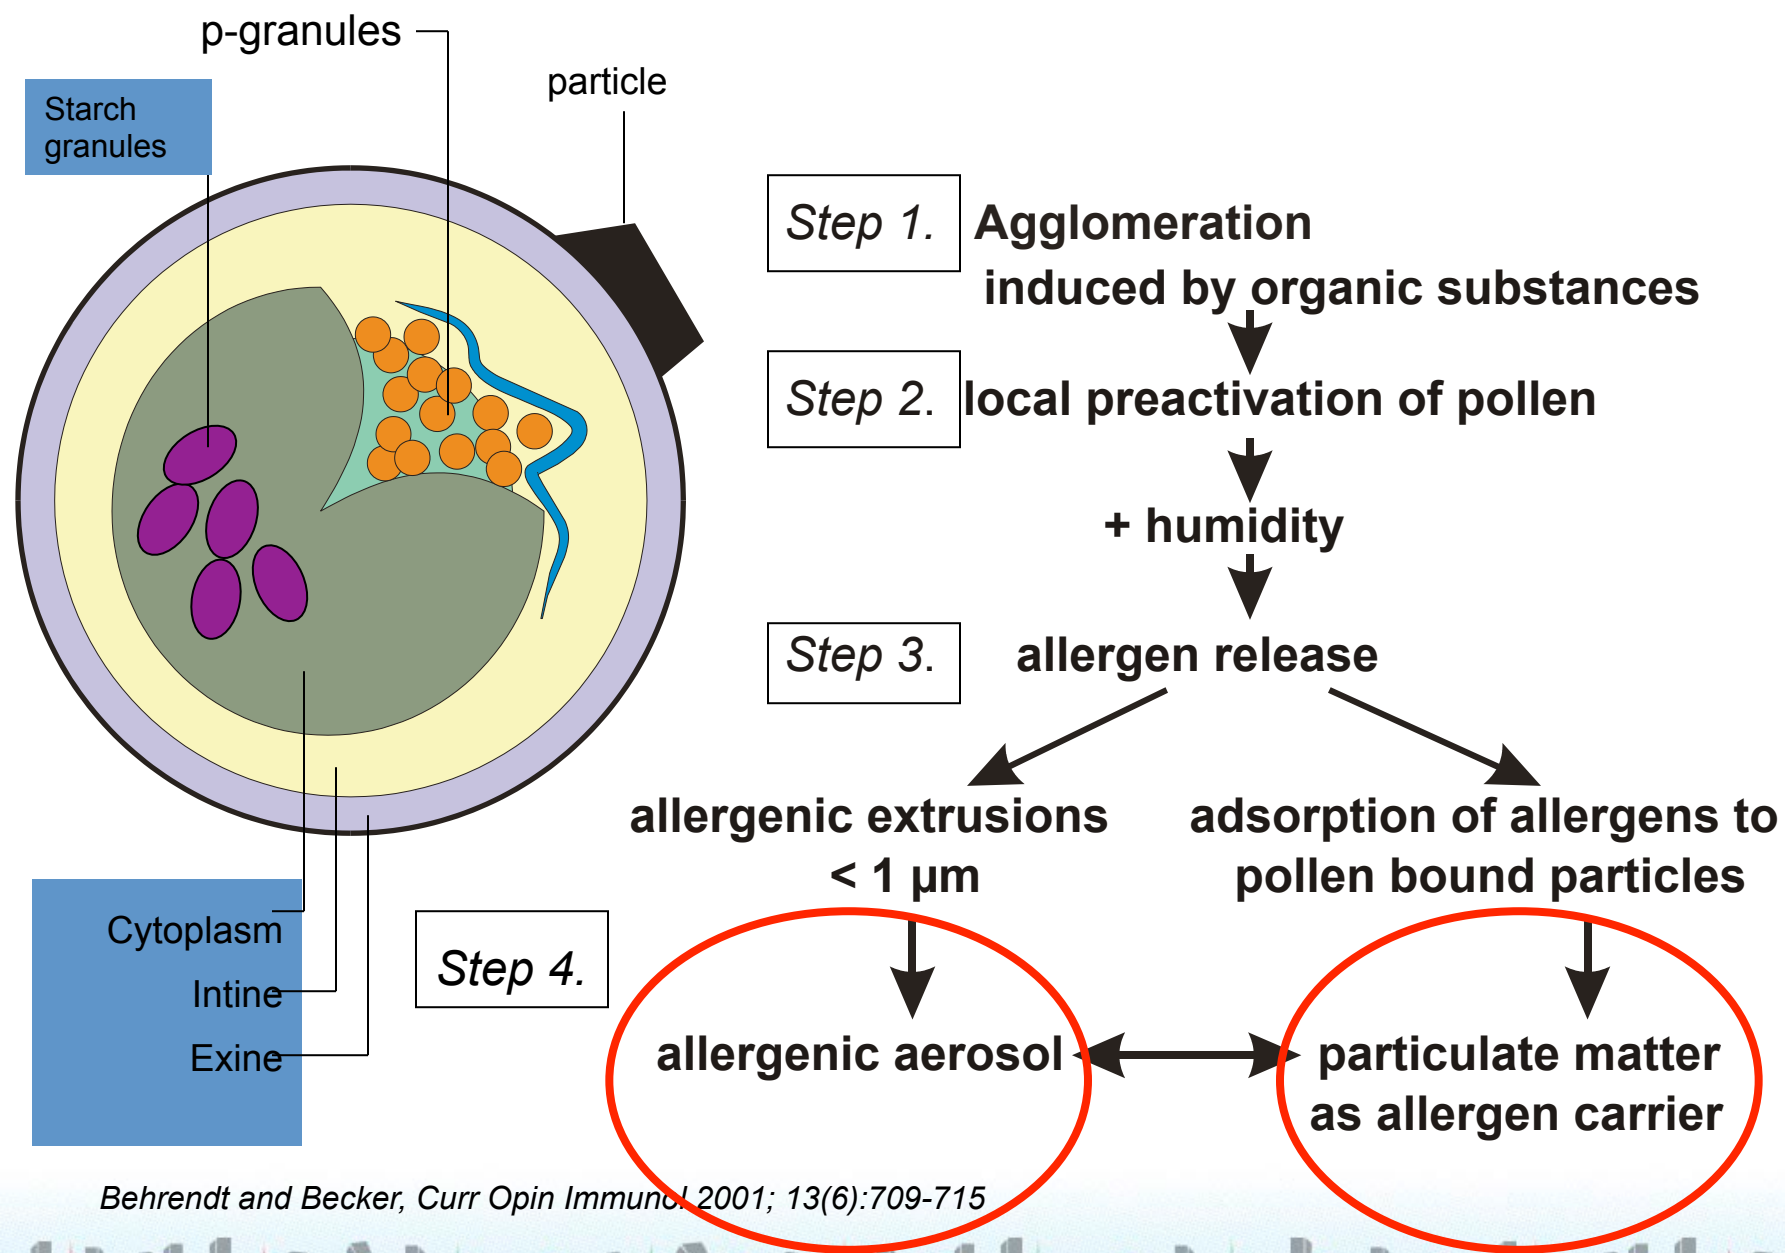 p-granules
particle
Starch
granules
Step 1.
Agglomeration
induced by organic substances
Step 2.
local preactivation of pollen
+ humidity
Step 3.
allergen release
allergenic extrusions
< 1 µm
adsorption of allergens to
pollen bound particles
Cytoplasm
Intine
Exine
Step 4.
allergenic aerosol
particulate matter
as allergen carrier
Behrendt and Becker, Curr Opin Immunol 2001; 13(6):709-715